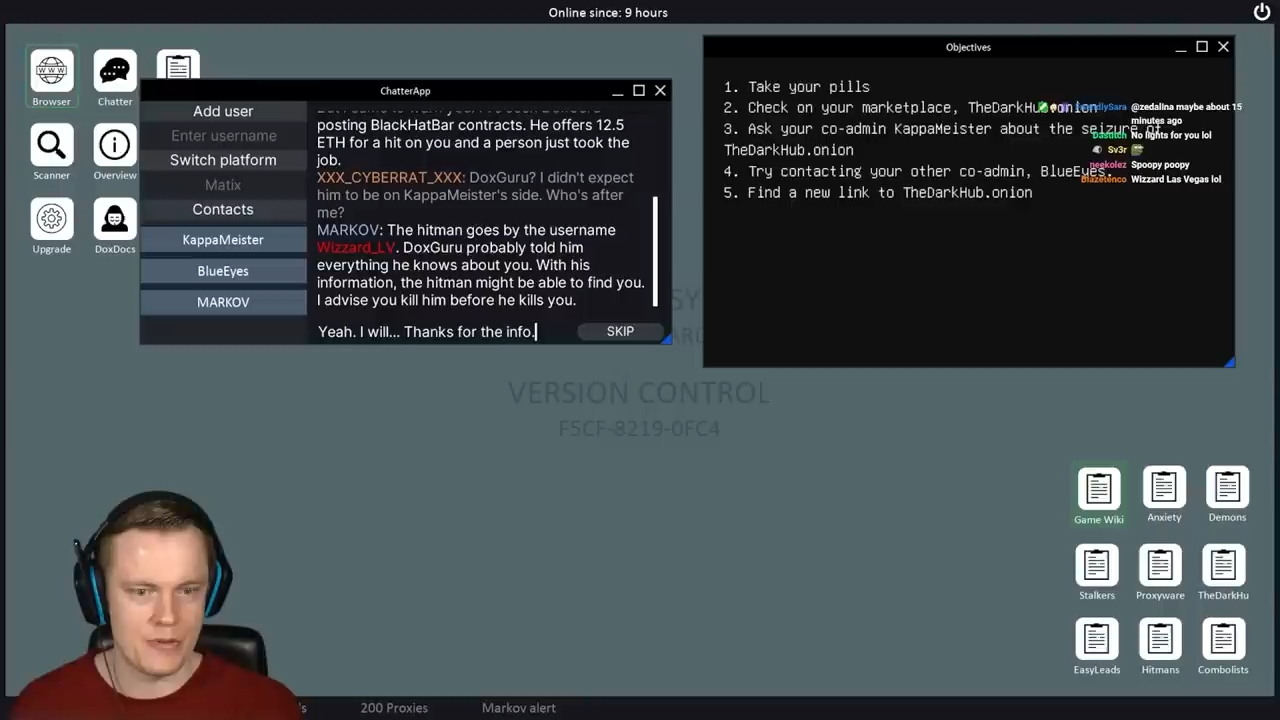 Online since: 9 hours
Browser
Chatter
Scanner
Overview
Upgrade
DoxDocs
ChatterApp
Add user
Enter username
Switch platform
Matix
Contacts
KappaMeister
BlueEyes
MARKOV
posting BlackHatBar contracts. He offers 12.5
ETH for a hit on you and a person just took the
job.
XXX_CYBERRAT_XXX: DoxGuru? I didn't expect
him to be on KappaMeister's side. Who's after
me?
MARKOV: The hitman goes by the username
Wizzard_LV. DoxGuru probably told him
everything he knows about you. With his
information, the hitman might be able to find you.
I advise you kill him before he kills you.
Yeah. I will... Thanks for the info.
SKIP
Objectives
1. Take your pills
2. Check on your marketplace, TheDarkHub.onion
3. Ask your co-admin KappaMeister about the seizure of
TheDarkHub.onion
4. Try contacting your other co-admin, BlueEyes.
5. Find a new link to TheDarkHub.onion
@zedalina maybe about 15
minutes ago
Dastitch No lights for you lol
Sv3r
neekolez Spoopy poopy
Blazetenco Wizzard Las Vegas lol
VERSION CONTROL
F5CF-8219-0FC4
Game Wiki
Anxiety
Demons
Stalkers
Proxyware
TheDarkHu
EasyLeads
Hitmans
Combolists
200 Proxies
Markov alert